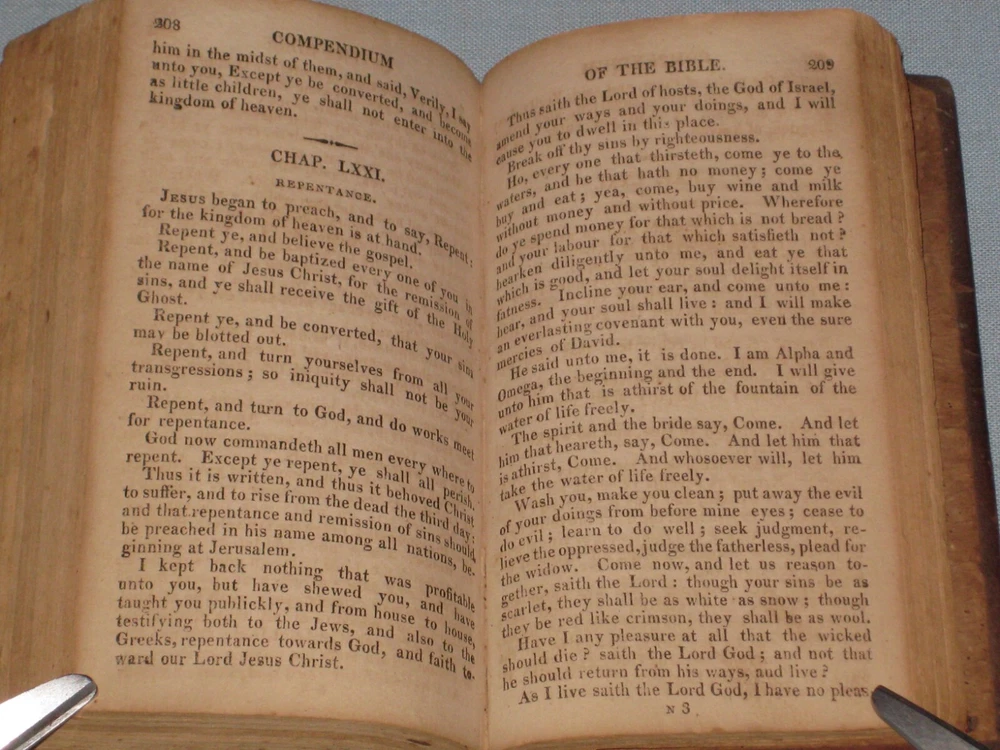 208
COMPENDIUM
him in the midst of them, and said, Verily, I say
unto you, Except ye be converted, and become
as little children, ye shall not enter into the
kingdom of heaven.
CHAP. LXXI.
REPENTANCE.
JESUS began to preach, and to say, Repent:
for the kingdom of heaven is at hand.
Repent ye, and believe the gospel.
Repent, and be baptized every one of you in
the name of Jesus Christ, for the remission of
sins, and ye shall receive the gift of the Holy
Ghost.
Repent ye, and be converted, that your sins
may be blotted out.
Repent, and turn yourselves from all your
transgressions; so iniquity shall not be your
ruin.
Repent, and turn to God, and do works meet
for repentance.
God now commandeth all men every where to
repent. Except ye repent, ye shall all perish.
Thus it is written, and thus it behoved Christ
to suffer, and to rise from the dead the third day:
and that repentance and remission of sins should
be preached in his name among all nations, be-
ginning at Jerusalem.
I kept back nothing that was profitable
unto you, but have shewed you, and have
taught you publickly, and from house to house,
testifying both to the Jews, and also to the
Greeks, repentance towards God, and faith to-
ward our Lord Jesus Christ.
OF THE BIBLE.
209
Thus saith the Lord of hosts, the God of Israel,
amend your ways and your doings, and I will
cause you to dwell in this place.
Break off thy sins by righteousness.
Ho, every one that thirsteth, come ye to the
waters, and he that hath no money; come ye
buy and eat; yea, come, buy wine and milk
without money and without price. Wherefore
do ye spend money for that which is not bread?
and your labour for that which satisfieth not?
hearken diligently unto me, and eat ye that
which is good, and let your soul delight itself in
fatness. Incline your ear, and come unto me:
hear, and your soul shall live: and I will make
an everlasting covenant with you, even the sure
mercies of David.
He said unto me, it is done. I am Alpha and
Omega, the beginning and the end. I will give
unto him that is athirst of the fountain of the
water of life freely.
The spirit and the bride say, Come. And let
him that heareth, say, Come. And let him that
is athirst, Come. And whosoever will, let him
take the water of life freely.
Wash you, make you clean; put away the evil
of your doings from before mine eyes; cease to
do evil; learn to do well; seek judgment, re-
lieve the oppressed, judge the fatherless, plead for
the widow. Come now, and let us reason to-
gether, saith the Lord: though your sins be as
scarlet, they shall be as white as snow; though
they be red like crimson, they shall be as wool.
Have I any pleasure at all that the wicked
should die? saith the Lord God; and not that
he should return from his ways, and live?
As I live saith the Lord God, I have no pleas
N 3